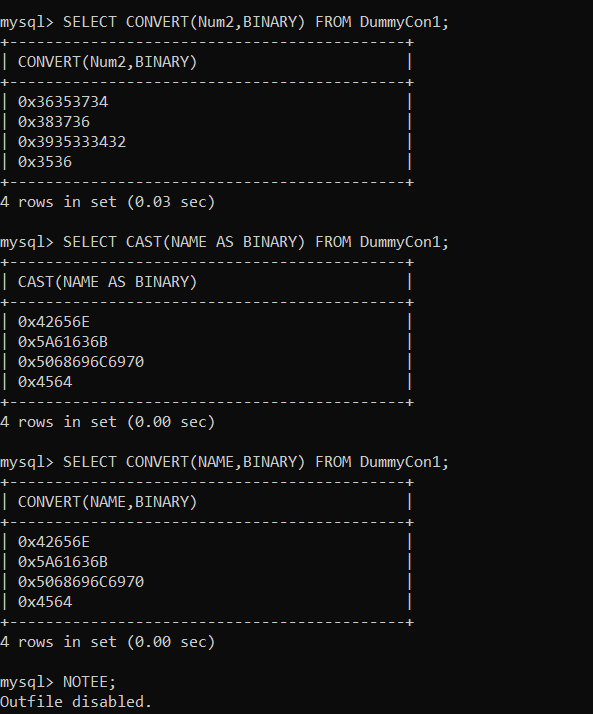 mysql> SELECT CONVERT(Num2,BINARY) FROM DummyCon1;
+--------------------------------------------+
| CONVERT(Num2,BINARY)                       |
+--------------------------------------------+
| 0x36353734                                 |
| 0x383736                                   |
| 0x3935333432                               |
| 0x3536                                     |
+--------------------------------------------+
4 rows in set (0.03 sec)

mysql> SELECT CAST(NAME AS BINARY) FROM DummyCon1;
+--------------------------------------------+
| CAST(NAME AS BINARY)                       |
+--------------------------------------------+
| 0x42656E                                   |
| 0x5A61636B                                 |
| 0x5068696C6970                             |
| 0x4564                                     |
+--------------------------------------------+
4 rows in set (0.00 sec)

mysql> SELECT CONVERT(NAME,BINARY) FROM DummyCon1;
+--------------------------------------------+
| CONVERT(NAME,BINARY)                       |
+--------------------------------------------+
| 0x42656E                                   |
| 0x5A61636B                                 |
| 0x5068696C6970                             |
| 0x4564                                     |
+--------------------------------------------+
4 rows in set (0.00 sec)

mysql> NOTEE;
Outfile disabled.